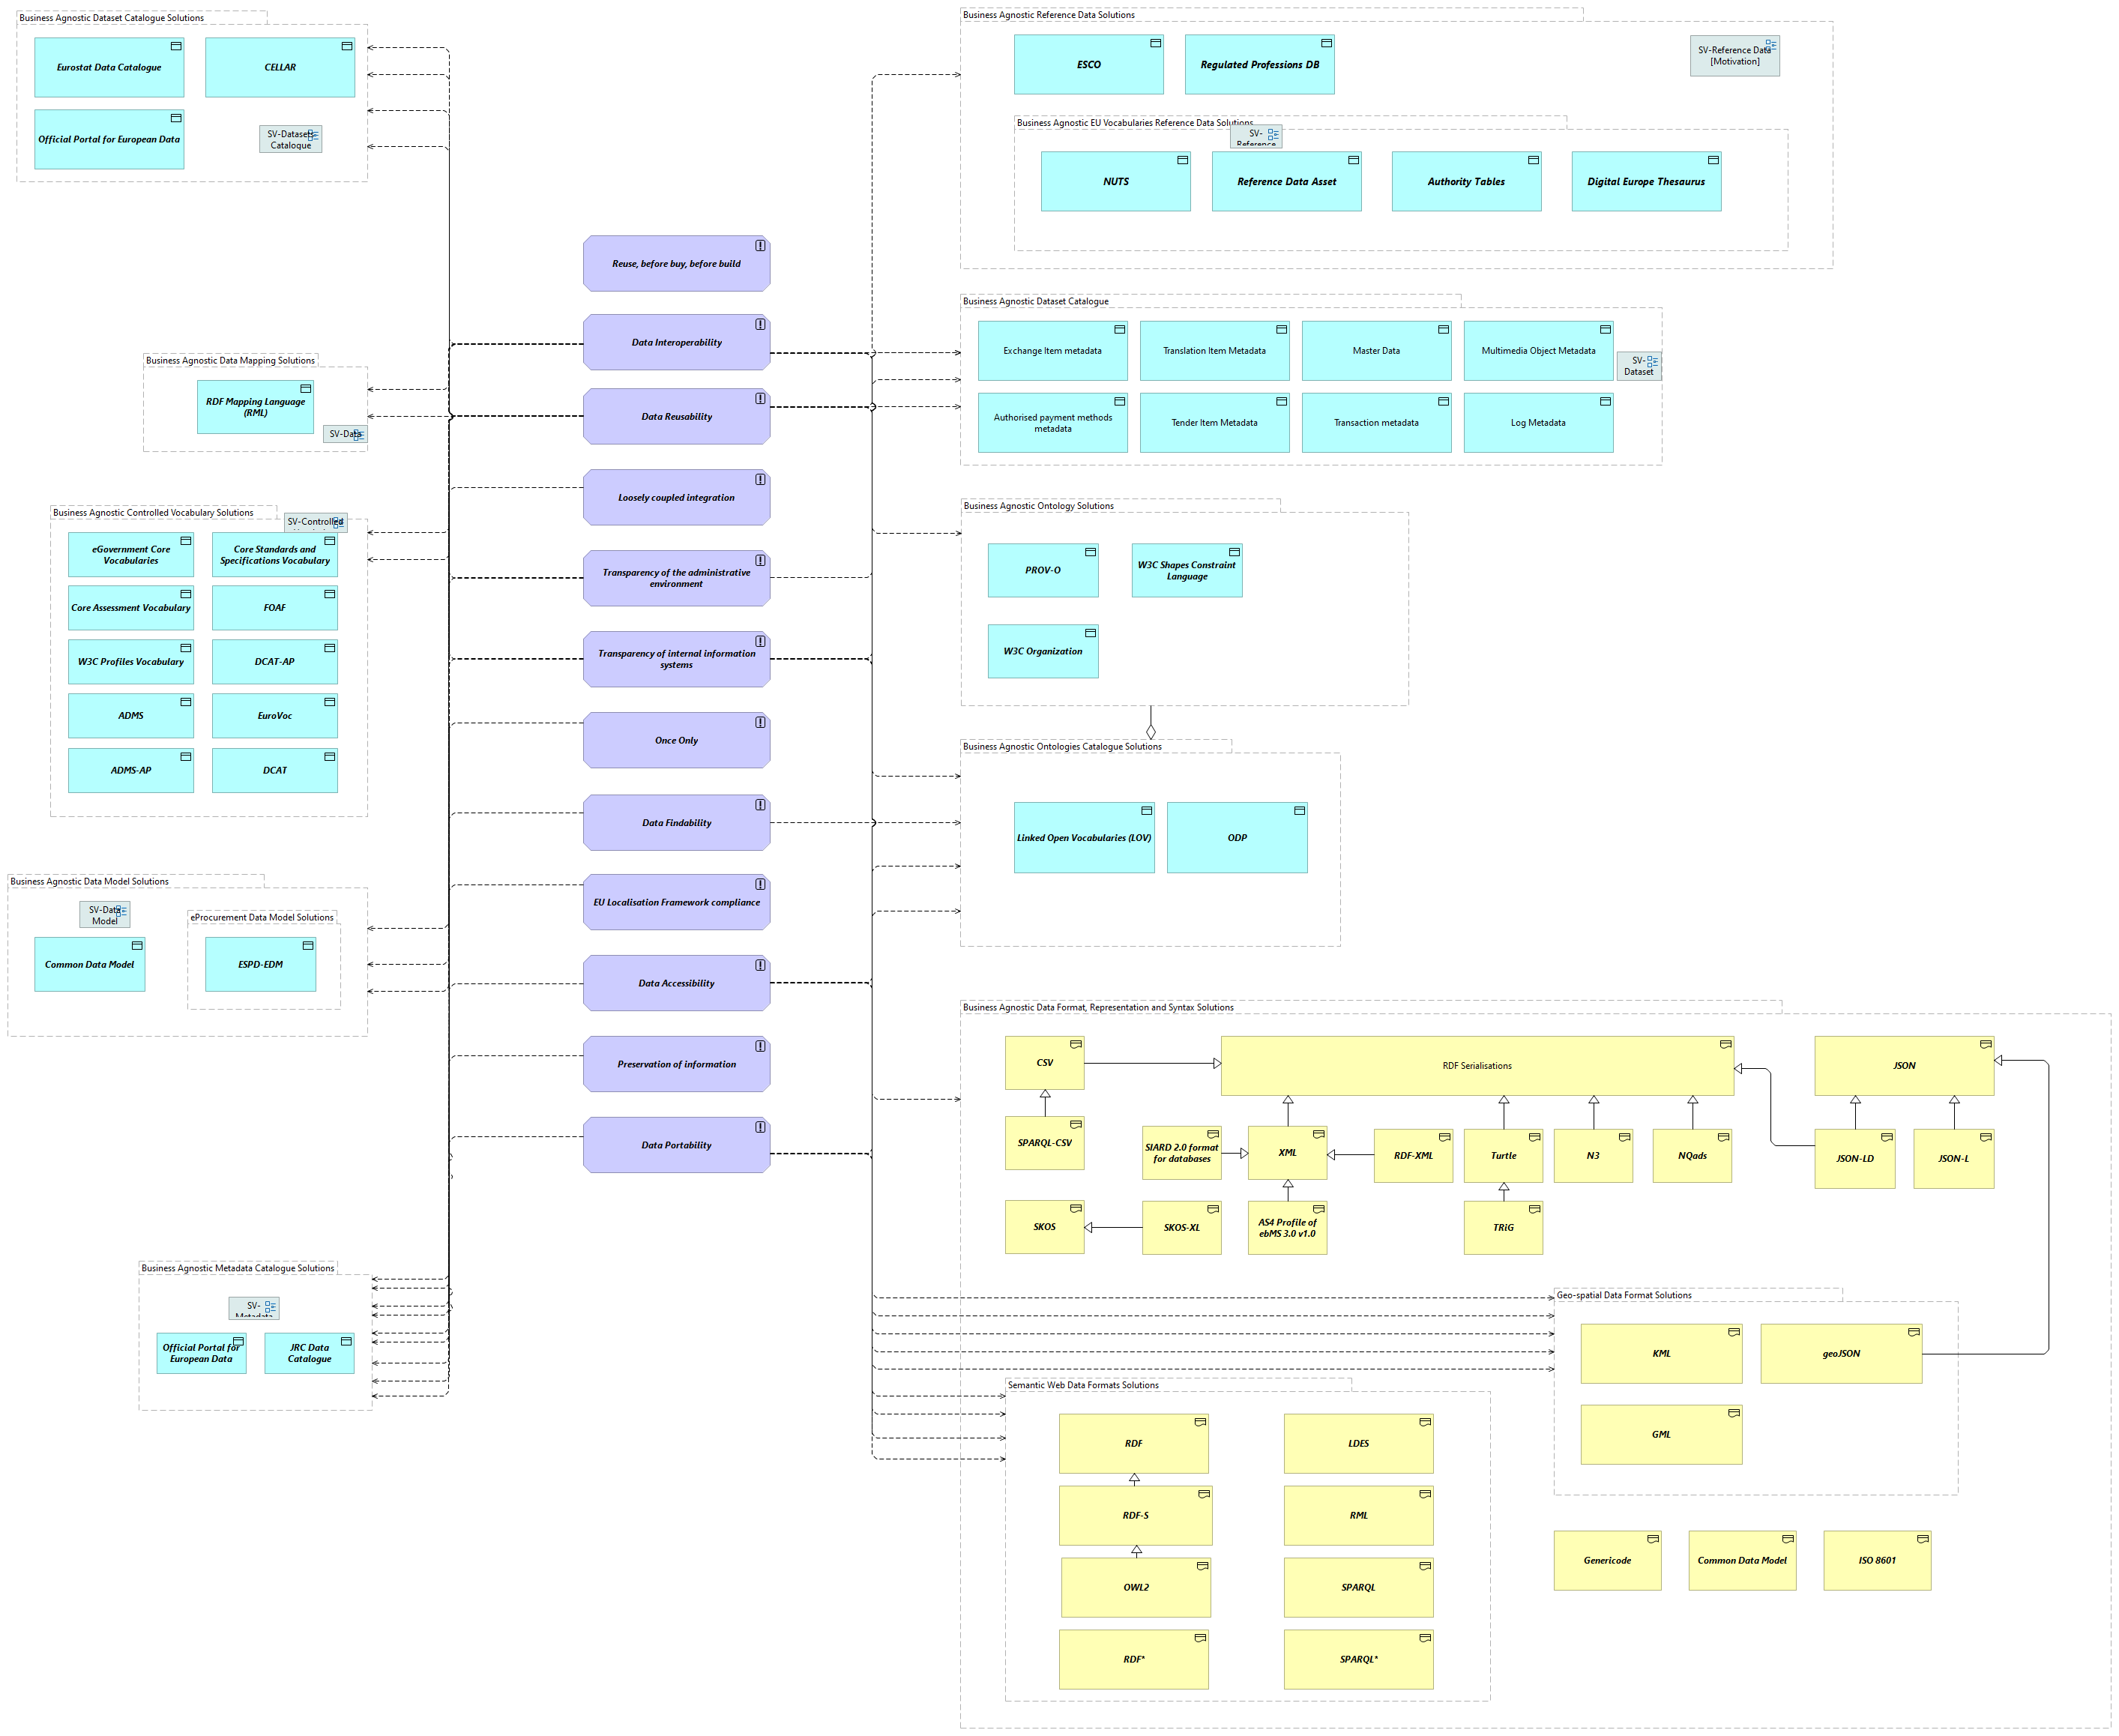 Business Agnostic Dataset Catalogue Solutions
Eurostat Data Catalogue
CELLAR
Official Portal for European Data
SV-Datasets
Catalogue
Business Agnostic Data Mapping Solutions
RDF Mapping Language
(RML)
SV-Data
Business Agnostic Controlled Vocabulary Solutions
SV-Controlled
eGovernment Core
Vocabularies
Core Standards and
Specifications Vocabulary
Core Assessment Vocabulary
FOAF
W3C Profiles Vocabulary
DCAT-AP
ADMS
EuroVoc
ADMS-AP
DCAT
Business Agnostic Data Model Solutions
SV-Data
Model
eProcurement Data Model Solutions
Common Data Model
ESPD-EDM
Business Agnostic Metadata Catalogue Solutions
SV-
Metadata
Official Portal for
European Data
JRC Data
Catalogue
Reuse, before buy, before build
Data Interoperability
Data Reusability
Loosely coupled integration
Transparency of the administrative
environment
Transparency of internal information
systems
Once Only
Data Findability
EU Localisation Framework compliance
Data Accessibility
Preservation of information
Data Portability
Business Agnostic Reference Data Solutions
ESCO
Regulated Professions DB
SV-Reference Data
[Motivation]
Business Agnostic EU Vocabularies Reference Data Solutions
SV-
Reference
NUTS
Reference Data Asset
Authority Tables
Digital Europe Thesaurus
Business Agnostic Dataset Catalogue
Exchange Item metadata
Translation Item Metadata
Master Data
Multimedia Object Metadata
SV-
Dataset
Authorised payment methods
metadata
Tender Item Metadata
Transaction metadata
Log Metadata
Business Agnostic Ontology Solutions
PROV-O
W3C Shapes Constraint
Language
W3C Organization
Business Agnostic Ontologies Catalogue Solutions
Linked Open Vocabularies (LOV)
ODP
Business Agnostic Data Format, Representation and Syntax Solutions
CSV
RDF Serialisations
JSON
SPARQL-CSV
SIARD 2.0 format
for databases
XML
RDF-XML
Turtle
N3
NQads
JSON-LD
JSON-L
SKOS
SKOS-XL
AS4 Profile of
ebMS 3.0 v1.0
TRiG
Geo-spatial Data Format Solutions
KML
geoJSON
GML
Semantic Web Data Formats Solutions
RDF
LDES
RDF-S
RML
OWL2
SPARQL
RDF*
SPARQL*
Genericode
Common Data Model
ISO 8601